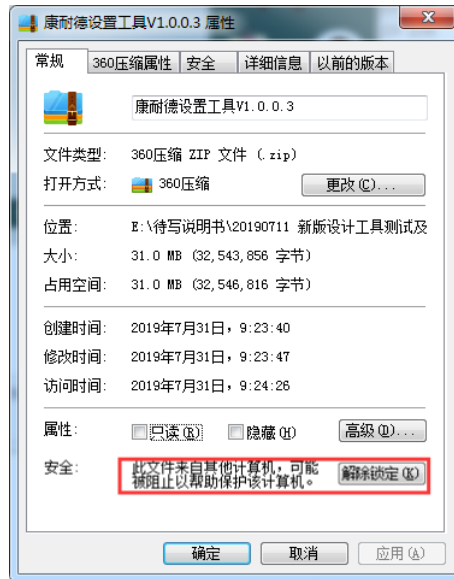 康耐德设置工具V1.0.0.3 属性
常规 360压缩属性 安全 详细信息 以前的版本
康耐德设置工具V1.0.0.3
文件类型: 360压缩 ZIP 文件 (.zip)
打开方式: 360压缩 更改(C)...
位置: E:\待写说明书\20190711 新版设计工具测试及
大小: 31.0 MB (32,543,856 字节)
占用空间: 31.0 MB (32,546,816 字节)
创建时间: 2019年7月31日，9:23:40
修改时间: 2019年7月31日，9:23:47
访问时间: 2019年7月31日，9:24:26
属性: 只读(R) 隐藏(H) 高级(D)...
安全: 此文件来自其他计算机，可能
被阻止以帮助保护该计算机。 解除锁定(K)
确定 取消 应用(A)